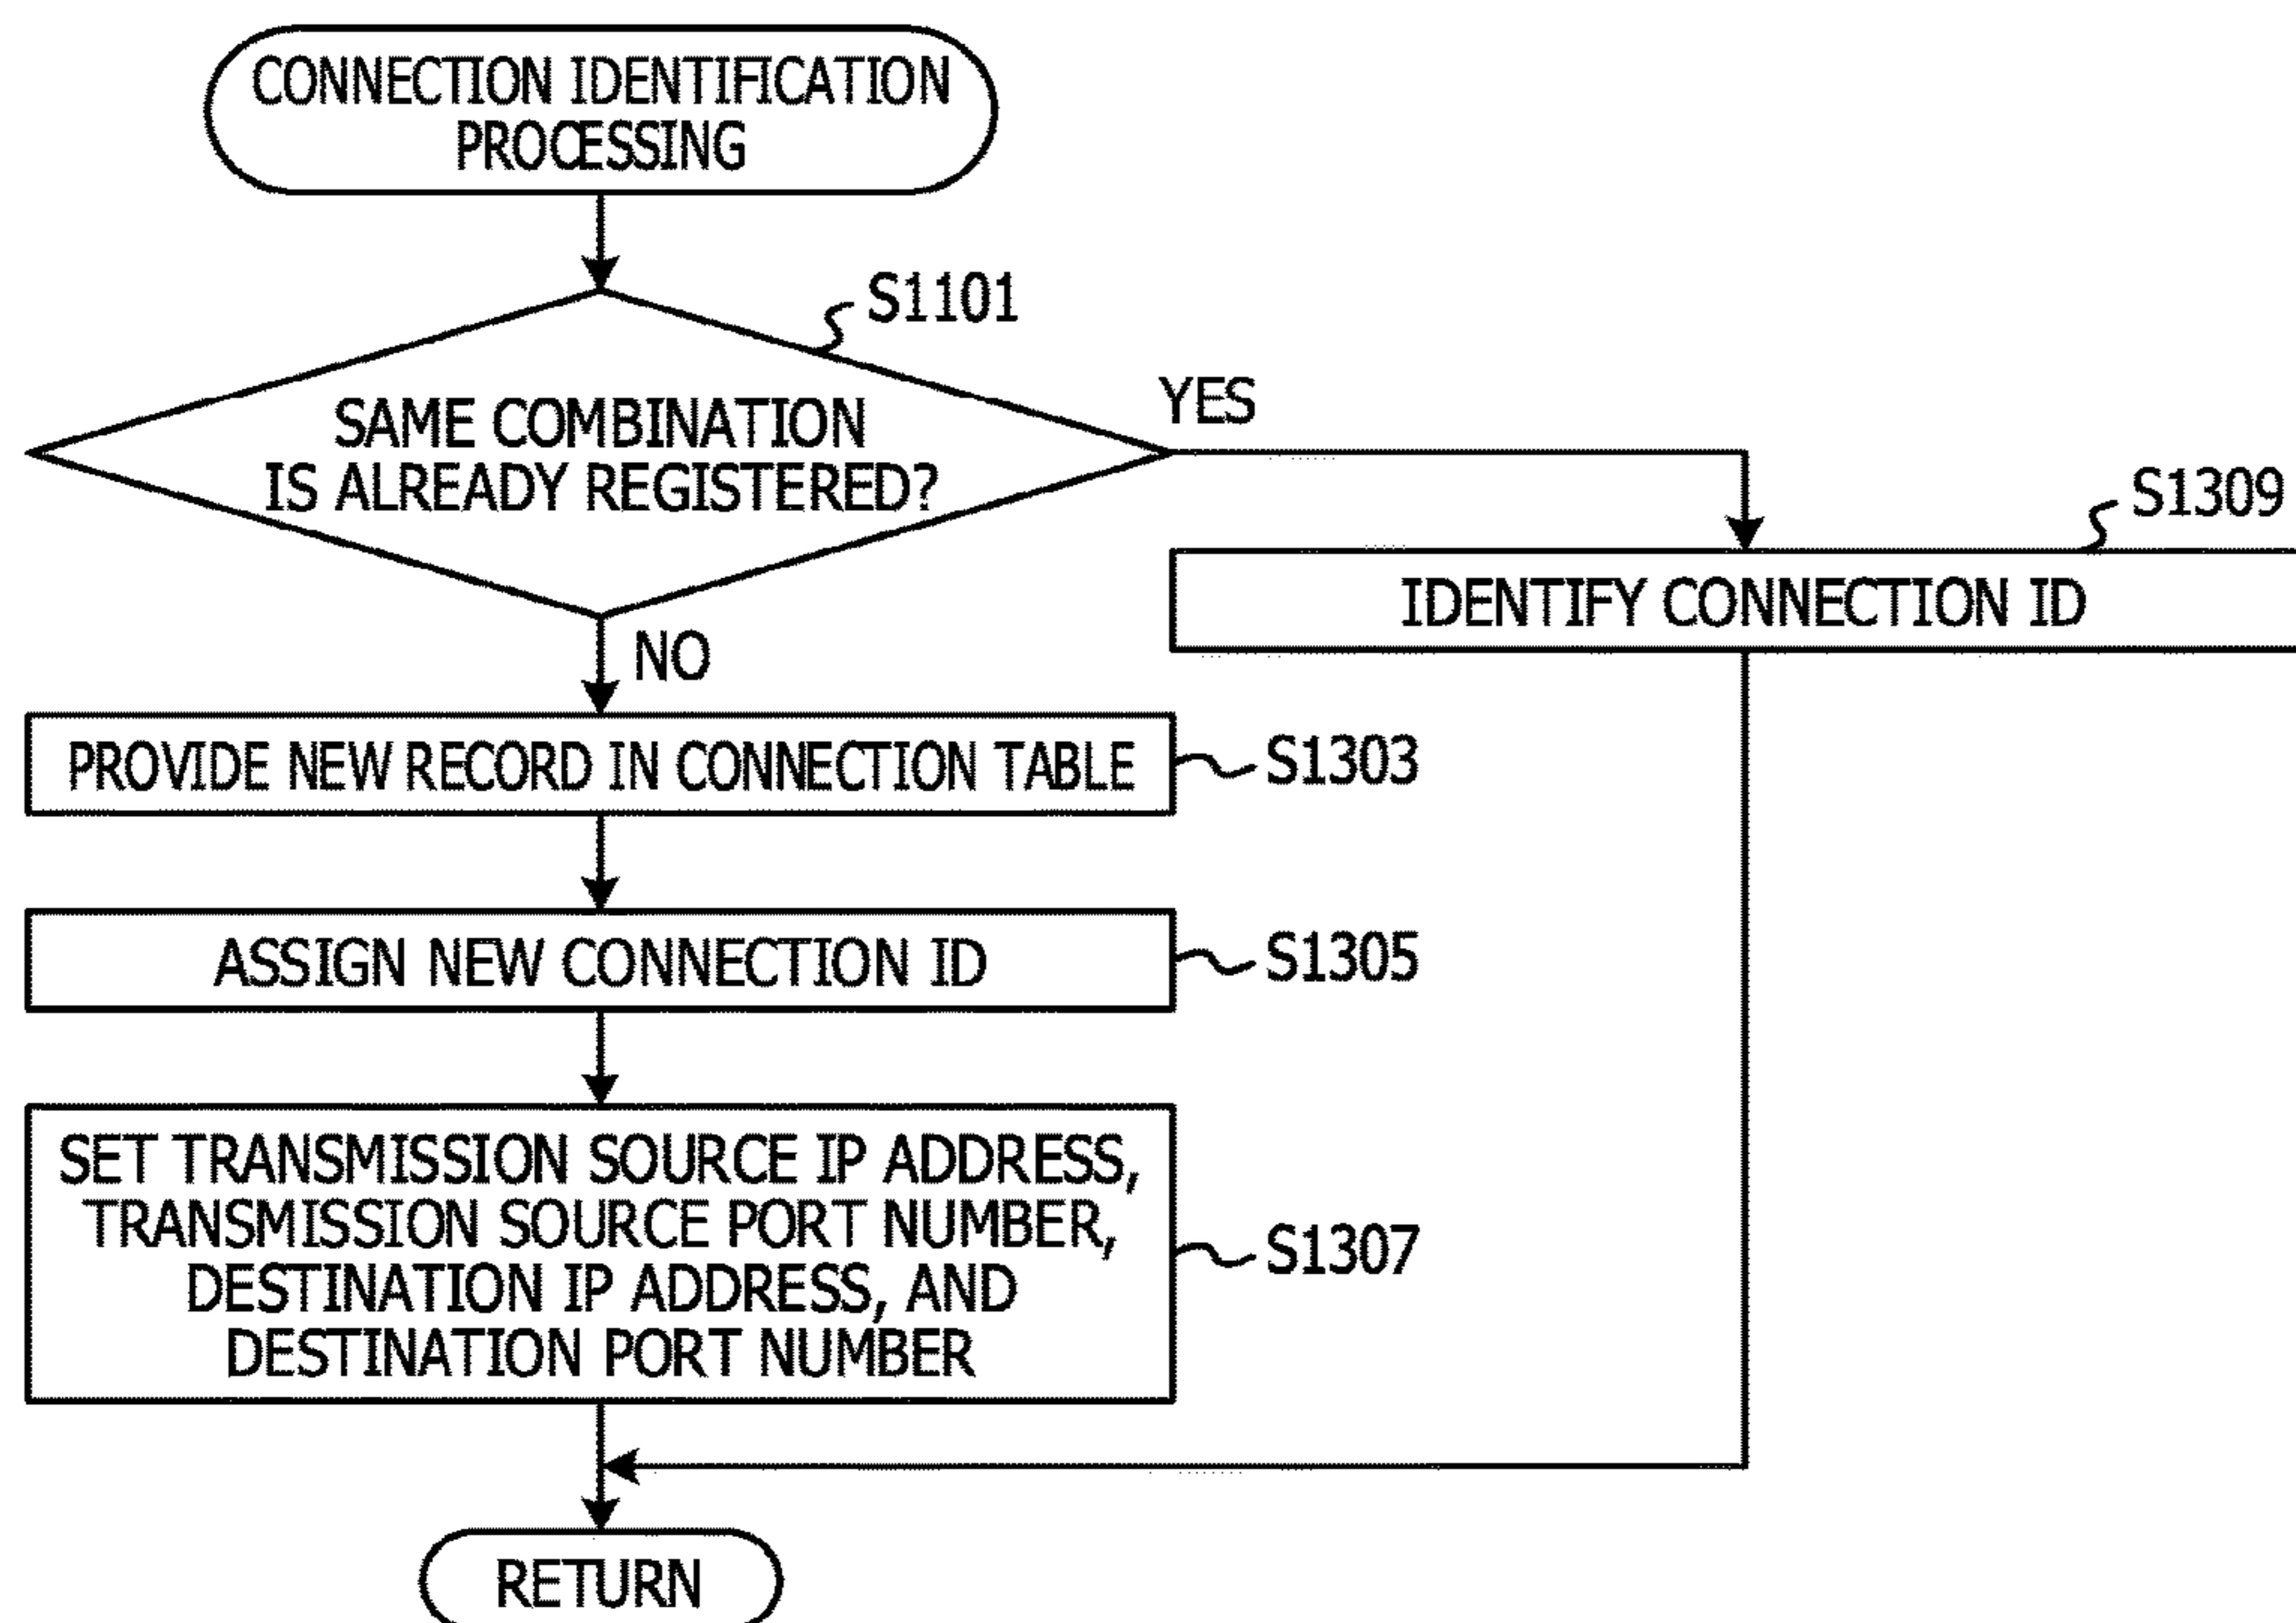 CONNECTION IDENTIFICATION
PROCESSING
S1101
SAME COMBINATION
IS ALREADY REGISTERED?
YES
S1309
IDENTIFY CONNECTION ID
NO
PROVIDE NEW RECORD IN CONNECTION TABLE
S1303
ASSIGN NEW CONNECTION ID
S1305
SET TRANSMISSION SOURCE IP ADDRESS,
TRANSMISSION SOURCE PORT NUMBER,
DESTINATION IP ADDRESS, AND
DESTINATION PORT NUMBER
S1307
RETURN